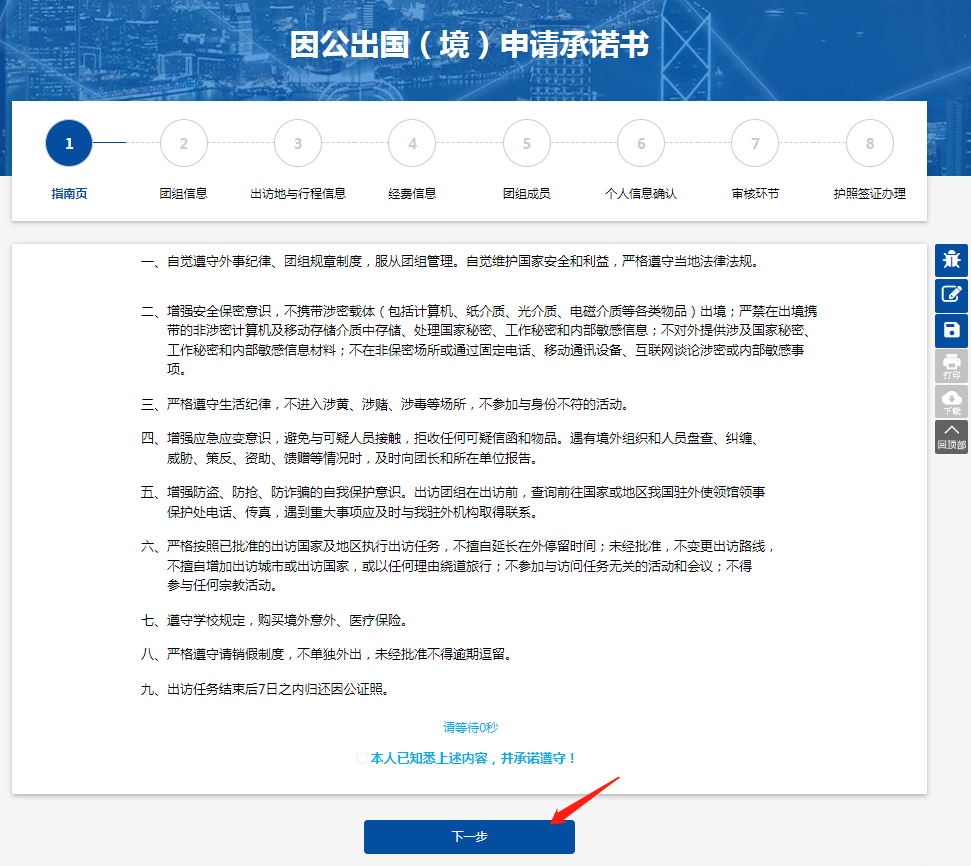 因公出国（境）申请承诺书
1
2
3
4
5
6
7
8
指南页
团组信息
出访地与行程信息
经费信息
团组成员
个人信息确认
审核环节
护照签证办理
一、自觉遵守外事纪律、团组规章制度，服从团组管理。自觉维护国家安全和利益，严格遵守当地法律法规。
二、增强安全保密意识，不携带涉密载体（包括计算机、纸介质、光介质、电磁介质等各类物品）出境；严禁在出境携
带的非涉密计算机及移动存储介质中存储、处理国家秘密、工作秘密和内部敏感信息；不对外提供涉及国家秘密、
工作秘密和内部敏感信息材料；不在非保密场所或通过固定电话、移动通讯设备、互联网谈论涉密或内部敏感事
项。
三、严格遵守生活纪律，不进入涉黄、涉赌、涉毒等场所，不参加与身份不符的活动。
四、增强应急应变意识，避免与可疑人员接触，拒收任何可疑信函和物品。遇有境外组织和人员盘查、纠缠、
威胁、策反、资助、馈赠等情况时，及时向团长和所在单位报告。
五、增强防盗、防抢、防诈骗的自我保护意识。出访团组在出访前，查询前往国家或地区我国驻外使领馆领事
保护处电话、传真，遇到重大事项应及时与我驻外机构取得联系。
六、严格按照已批准的出访国家及地区执行出访任务，不擅自延长在外停留时间；未经批准，不变更出访路线，
不擅自增加出访城市或出访国家，或以任何理由绕道旅行；不参加与访问任务无关的活动和会议；不得
参与任何宗教活动。
七、遵守学校规定，购买境外意外、医疗保险。
八、严格遵守请销假制度，不单独外出，未经批准不得逾期逗留。
九、出访任务结束后7日之内归还因公证照。
请等待0秒
本人已知悉上述内容，并承诺遵守！
下一步
打印
下载
回顶部